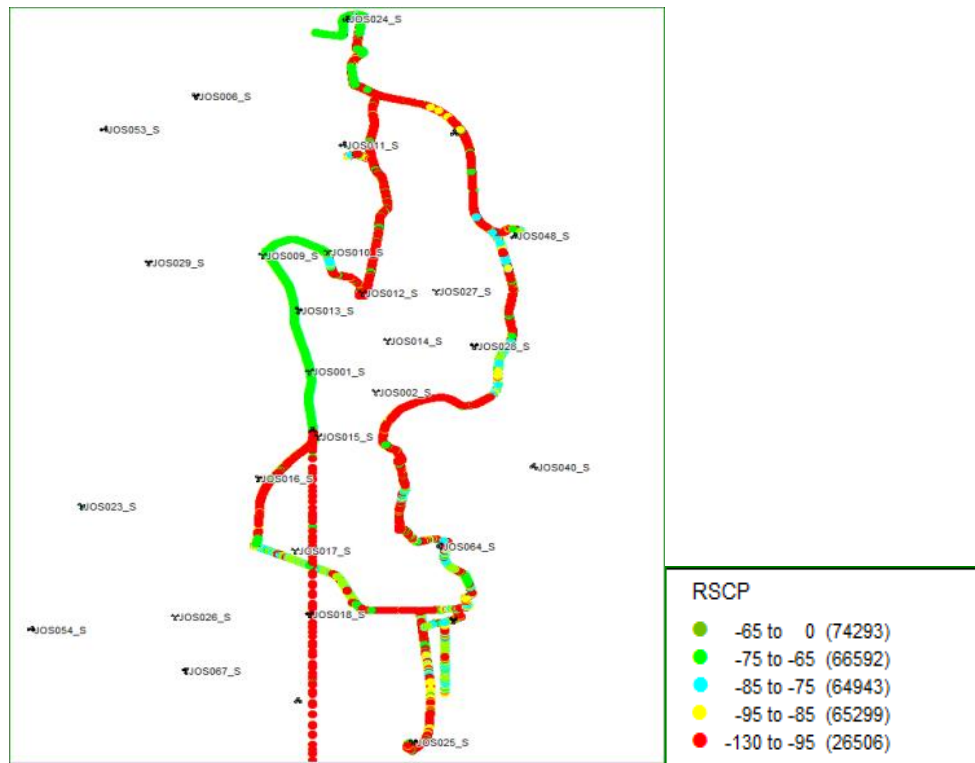 JOS024_S
JOS006_S
JOS053_S
JOS011_S
JOS048_S
JOS010_S
JOS009_S
JOS029_S
JOS027_S
JOS012_S
JOS013_S
JOS014_S
JOS028_S
JOS001_S
JOS002_S
JOS015_S
JOS040_S
JOS016_S
JOS023_S
JOS064_S
JOS017_S
JOS018_S
JOS026_S
JOS054_S
JOS067_S
JOS025_S
RSCP
-65 to 0 (74293)
-75 to -65 (66592)
-85 to -75 (64943)
-95 to -85 (65299)
-130 to -95 (26506)